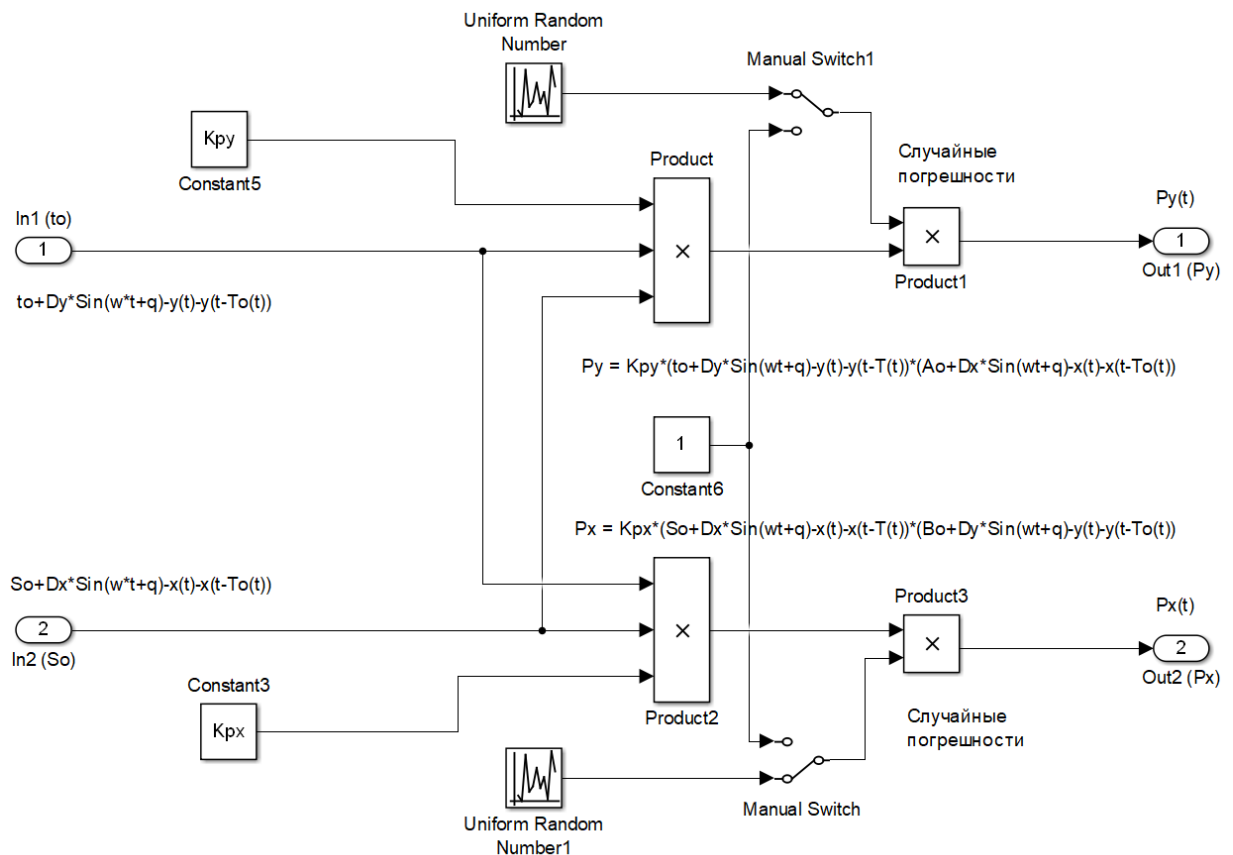 Uniform Random
Number
Manual Switch1
Kpy
Constant5
Product
Случайные
погрешности
In1 (to)
1
×
×
Py(t)
1
Product1
Out1 (Py)
to+Dy*Sin(w*t+q)-y(t)-y(t-To(t))
Py = Kpy*(to+Dy*Sin(wt+q)-y(t)-y(t-T(t))*(Ao+Dx*Sin(wt+q)-x(t)-x(t-To(t))
1
Constant6
Px = Kpx*(So+Dx*Sin(wt+q)-x(t)-x(t-T(t))*(Bo+Dy*Sin(wt+q)-y(t)-y(t-To(t))
So+Dx*Sin(w*t+q)-x(t)-x(t-To(t))
Product3
Px(t)
2
×
×
2
In2 (So)
Out2 (Px)
Constant3
Kpx
Product2
Случайные
погрешности
Manual Switch
Uniform Random
Number1